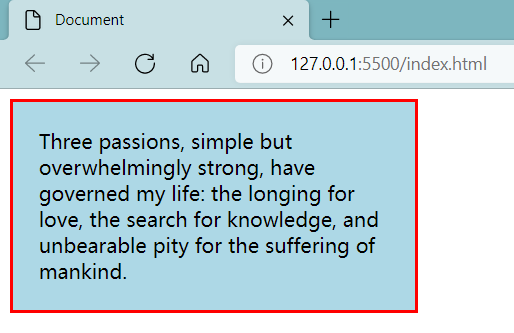 Document
127.0.0.1:5500/index.html
Three passions, simple but
overwhelmingly strong, have
governed my life: the longing for
love, the search for knowledge, and
unbearable pity for the suffering of
mankind.